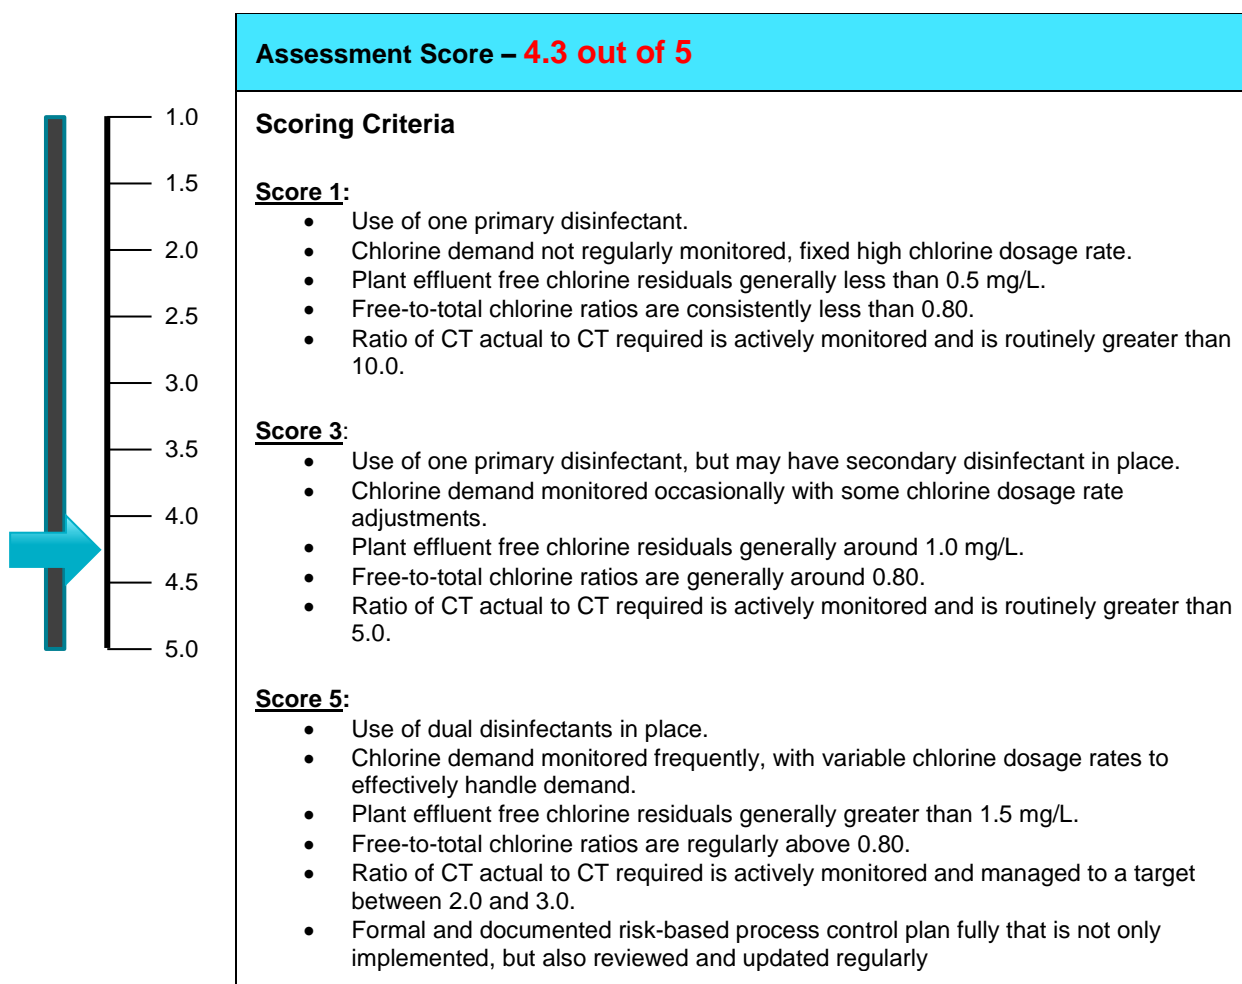 Assessment Score – 4.3 out of 5
1.0
1.5
2.0
2.5
3.0
3.5
4.0
4.5
5.0
Scoring Criteria
Score 1:
• Use of one primary disinfectant.
• Chlorine demand not regularly monitored, fixed high chlorine dosage rate.
• Plant effluent free chlorine residuals generally less than 0.5 mg/L.
• Free-to-total chlorine ratios are consistently less than 0.80.
• Ratio of CT actual to CT required is actively monitored and is routinely greater than
10.0.
Score 3:
• Use of one primary disinfectant, but may have secondary disinfectant in place.
• Chlorine demand monitored occasionally with some chlorine dosage rate
adjustments.
• Plant effluent free chlorine residuals generally around 1.0 mg/L.
• Free-to-total chlorine ratios are generally around 0.80.
• Ratio of CT actual to CT required is actively monitored and is routinely greater than
5.0.
Score 5:
• Use of dual disinfectants in place.
• Chlorine demand monitored frequently, with variable chlorine dosage rates to
effectively handle demand.
• Plant effluent free chlorine residuals generally greater than 1.5 mg/L.
• Free-to-total chlorine ratios are regularly above 0.80.
• Ratio of CT actual to CT required is actively monitored and managed to a target
between 2.0 and 3.0.
• Formal and documented risk-based process control plan fully that is not only
implemented, but also reviewed and updated regularly